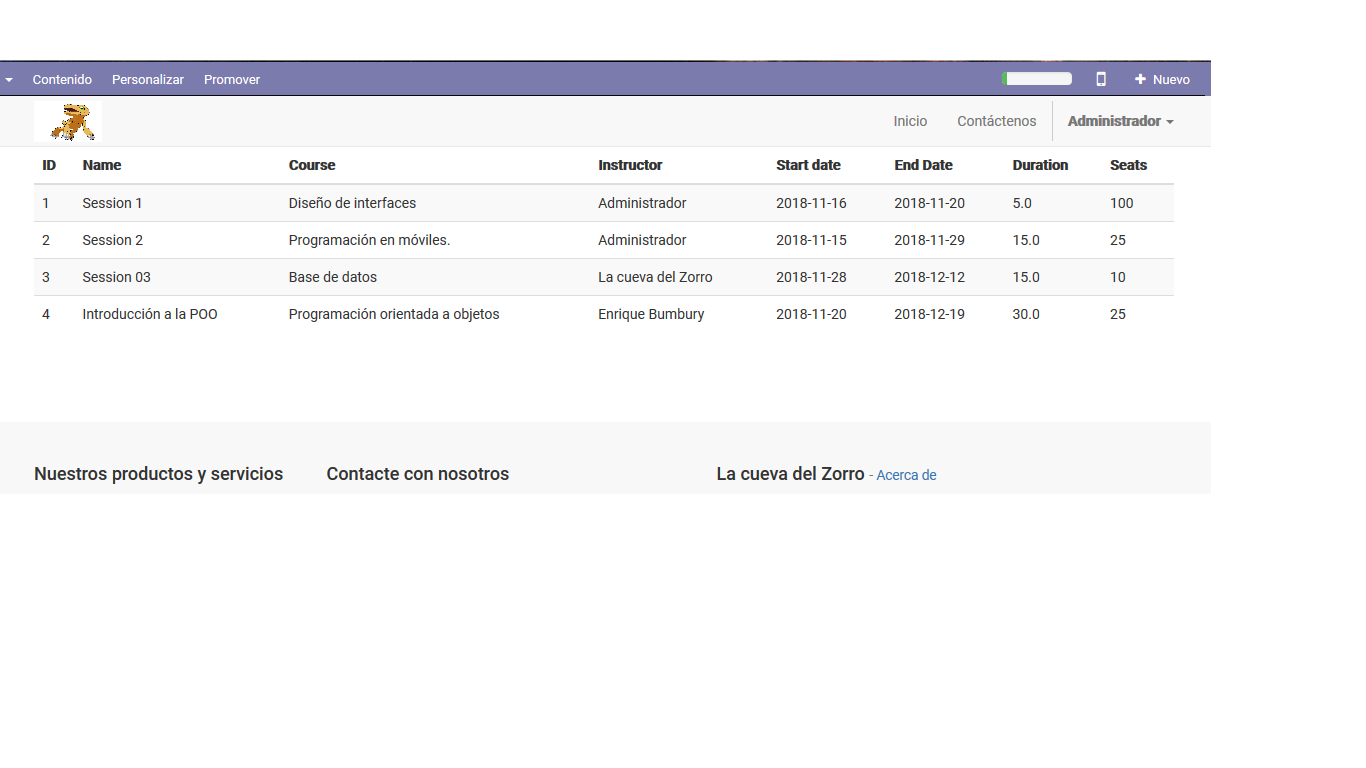 Contenido Personalizar Promover Nuevo
Inicio Contáctenos Administrador
ID Name Course Instructor Start date End Date Duration Seats
1 Session 1 Diseño de interfaces Administrador 2018-11-16 2018-11-20 5.0 100
2 Session 2 Programación en móviles. Administrador 2018-11-15 2018-11-29 15.0 25
3 Session 03 Base de datos La cueva del Zorro 2018-11-28 2018-12-12 15.0 10
4 Introducción a la POO Programación orientada a objetos Enrique Bumbury 2018-11-20 2018-12-19 30.0 25
Nuestros productos y servicios Contacte con nosotros La cueva del Zorro - Acerca de